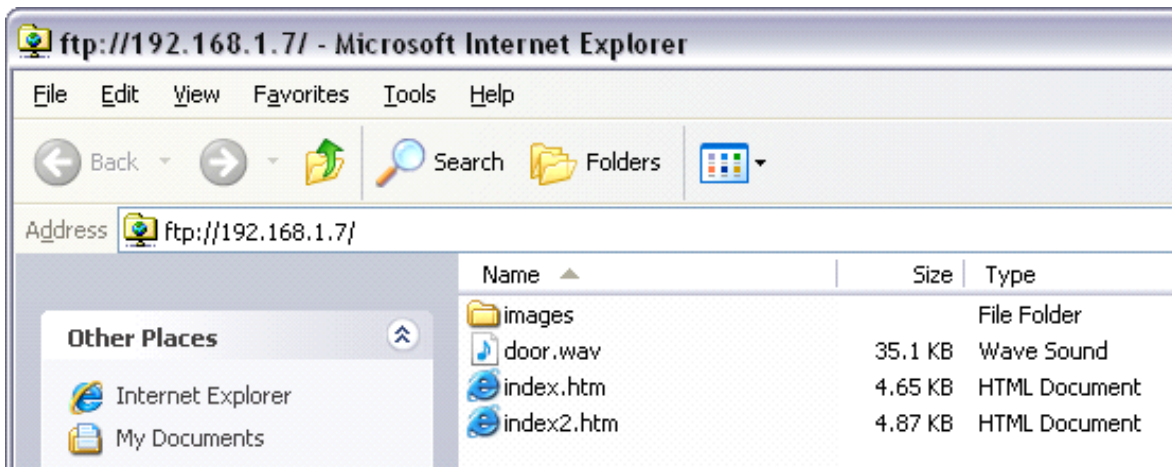 ftp://192.168.1.7/ - Microsoft Internet Explorer
File Edit View Favorites Tools Help
Back Search Folders
Address ftp://192.168.1.7/
Name Size Type
Other Places
Internet Explorer
My Documents
images File Folder
door.wav 35.1 KB Wave Sound
index.htm 4.65 KB HTML Document
index2.htm 4.87 KB HTML Document